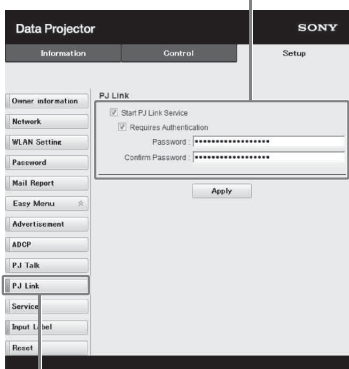 Data Projector SONY
Information Control Setup
PJ Link
Owner information
Network
WLAN Setting
Password
Mail Report
Easy Menu
Advertisement
ADCP
PJ Talk
PJ Link
Service
Input Label
Reset
Start PJ Link Service
Requires Authentication
Password : ••••••••••••••••••
Confirm Password : ••••••••••••••••••
Apply